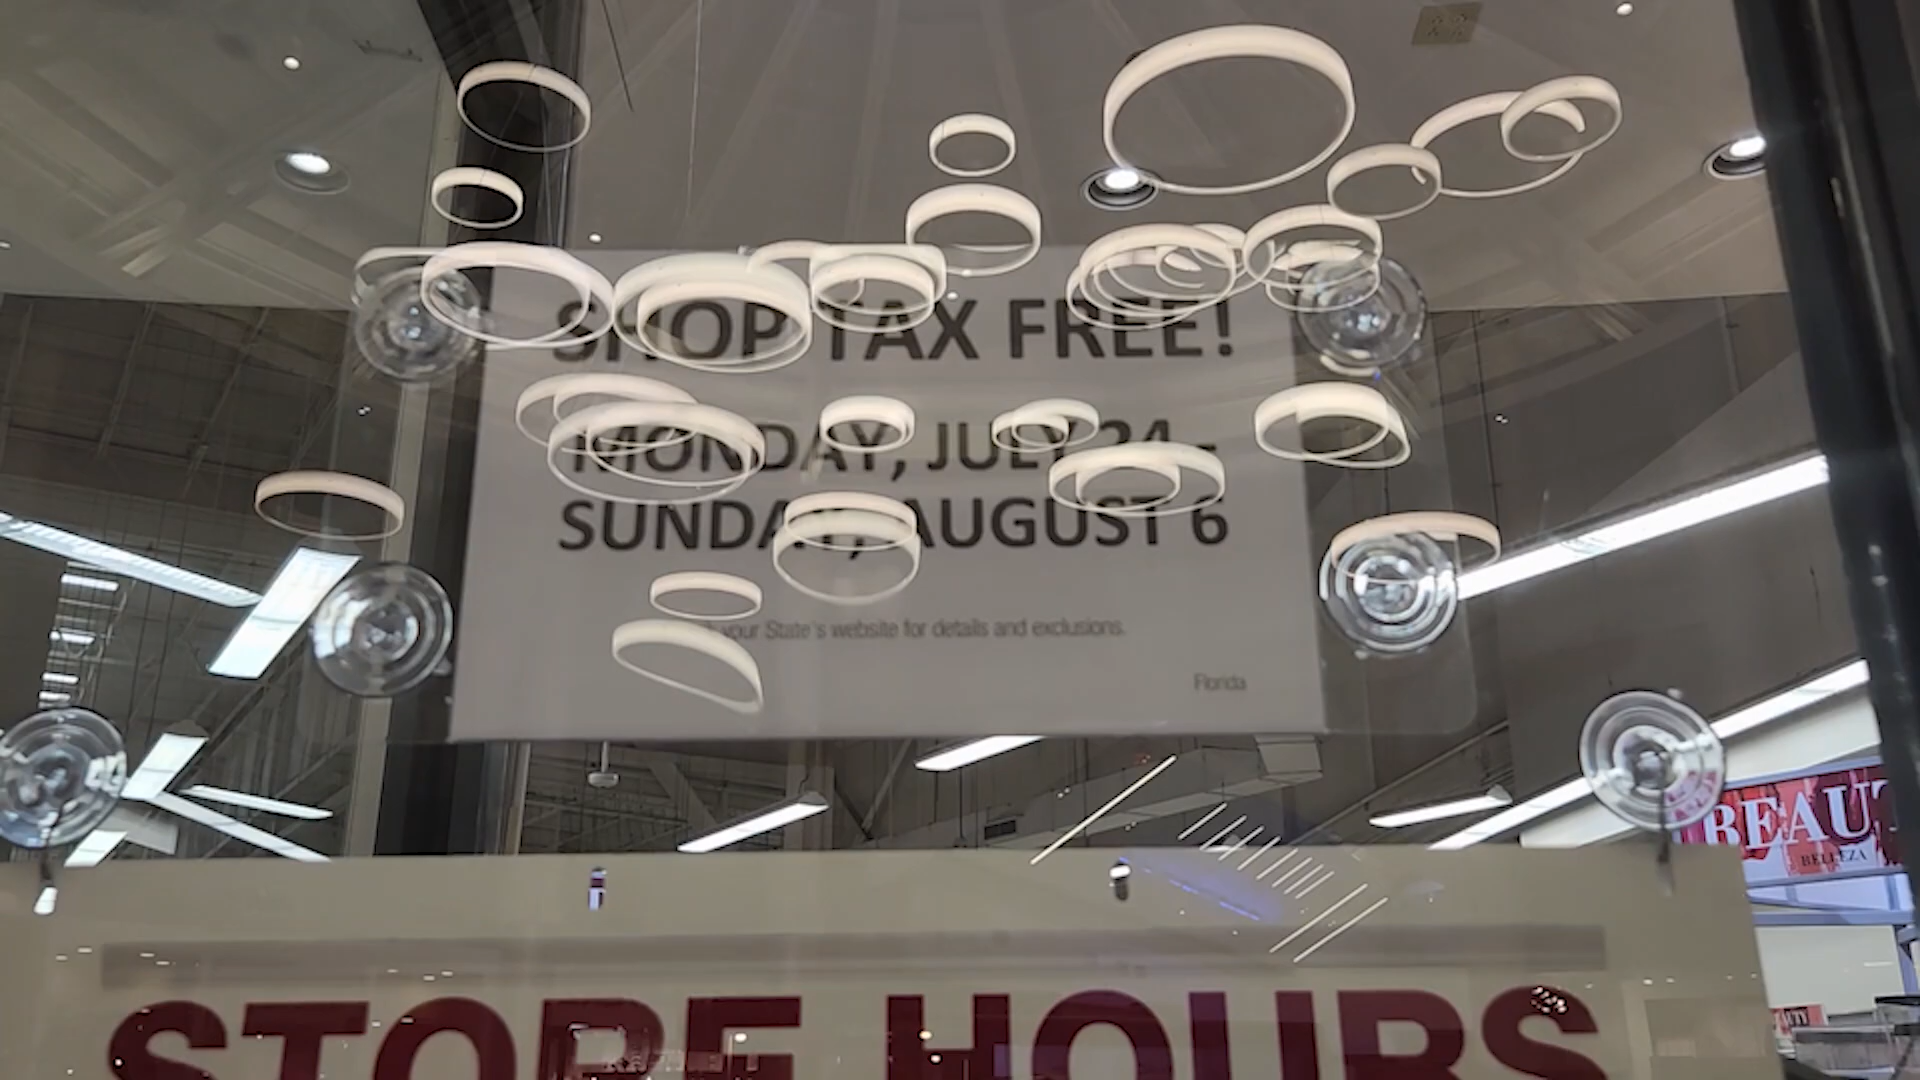 SHOP TAX FREE!
MONDAY, JULY 24 -
SUNDAY, AUGUST 6
your State's website for details and exclusions.
Florida
BEAUT
BELLEZA
STORE HOURS